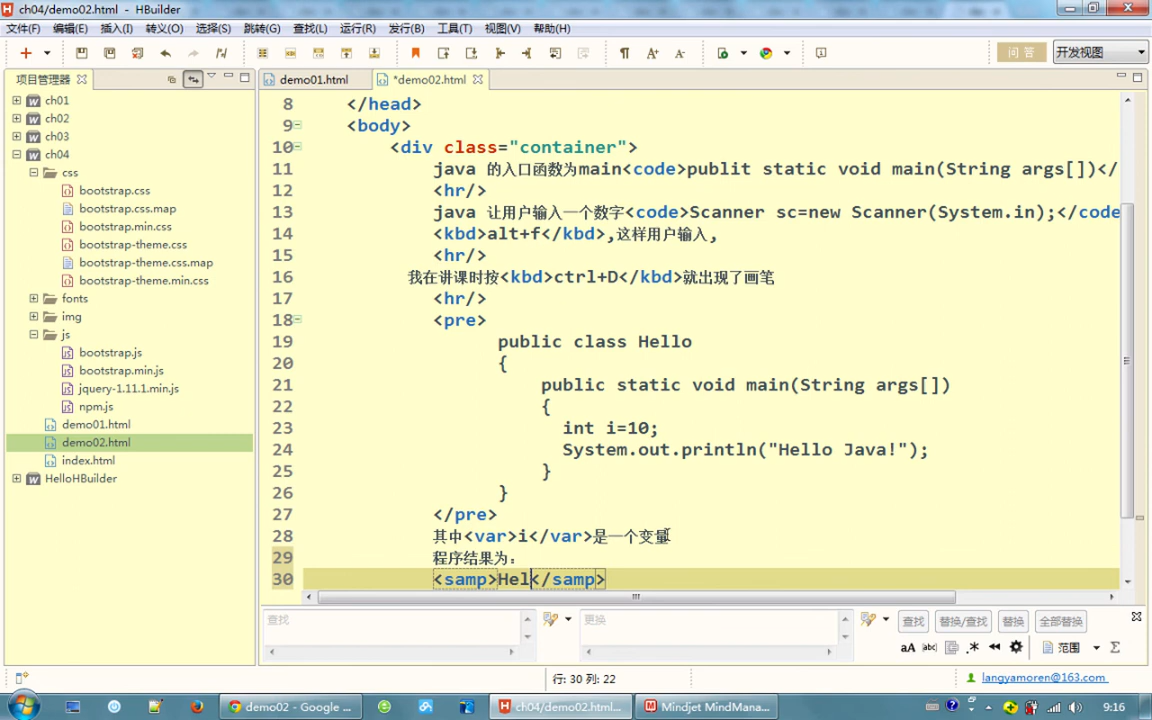 ch04/demo02.html - HBuilder
文件(F) 编辑(E) 插入(I) 转义(O) 选择(S) 跳转(G) 查找(L) 运行(R) 发行(B) 工具(T) 视图(V) 帮助(H)
问 答 开发视图
项目管理器 demo01.html *demo02.html
ch01
ch02
ch03
ch04
css
bootstrap.css
bootstrap.css.map
bootstrap.min.css
bootstrap-theme.css
bootstrap-theme.css.map
bootstrap-theme.min.css
fonts
img
js
bootstrap.js
bootstrap.min.js
jquery-1.11.1.min.js
npm.js
demo01.html
demo02.html
index.html
HelloHBuilder
8 </head>
9 <body>
10 <div class="container">
11 java 的入口函数为main<code>publit static void main(String args[])</
12 <hr/>
13 java 让用户输入一个数字<code>Scanner sc=new Scanner(System.in);</code
14 <kbd>alt+f</kbd>,这样用户输入,
15 <hr/>
16 我在讲课时按<kbd>ctrl+D</kbd>就出现了画笔
17 <hr/>
18 <pre>
19 public class Hello
20 {
21 public static void main(String args[])
22 {
23 int i=10;
24 System.out.println("Hello Java!");
25 }
26 }
27 </pre>
28 其中<var>i</var>是一个变量
29 程序结果为：
30 <samp>Hel</samp>
查找 更换 查找 替换/查找 替换 全部替换
aA abc .* 范围 Σ
行: 30 列: 22
langyamoren@163.com
demo02 - Google ... ch04/demo02.html... Mindjet MindMana... 9:16